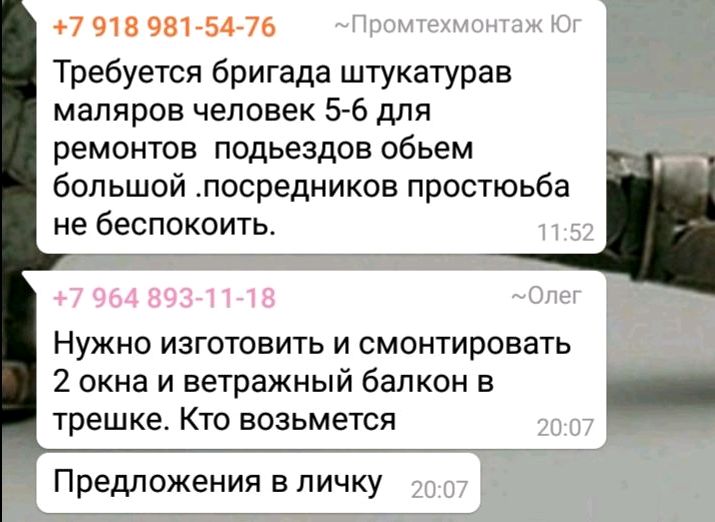 +7 918 981-54-76 ~Промтехмонтаж Юг
Требуется бригада штукатурав
маляров человек 5-6 для
ремонтов подьездов обьем
большой .посредников простюьба
не беспокоить. 11:52
+7 964 893-11-18 ~Олег
Нужно изготовить и смонтировать
2 окна и ветражный балкон в
трешке. Кто возьмется 20:07
Предложения в личку 20:07